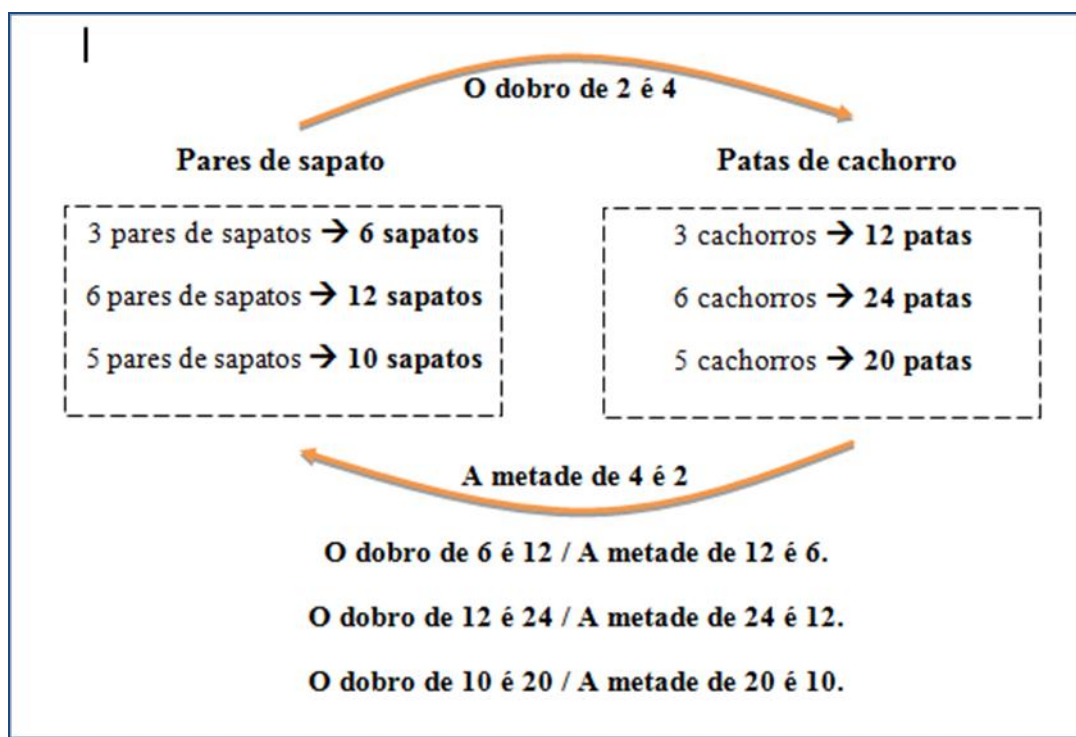 O dobro de 2 é 4
Pares de sapato
Patas de cachorro
3 pares de sapatos → 6 sapatos
6 pares de sapatos → 12 sapatos
5 pares de sapatos → 10 sapatos
3 cachorros → 12 patas
6 cachorros → 24 patas
5 cachorros → 20 patas
A metade de 4 é 2
O dobro de 6 é 12 / A metade de 12 é 6.
O dobro de 12 é 24 / A metade de 24 é 12.
O dobro de 10 é 20 / A metade de 20 é 10.